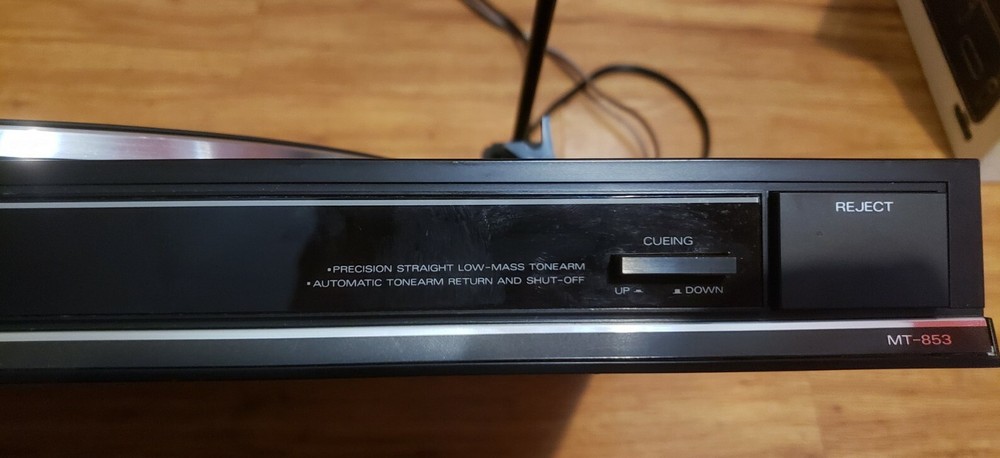 REJECT
CUEING
▪PRECISION STRAIGHT LOW-MASS TONEARM
▪AUTOMATIC TONEARM RETURN AND SHUT-OFF
UP DOWN
MT-853